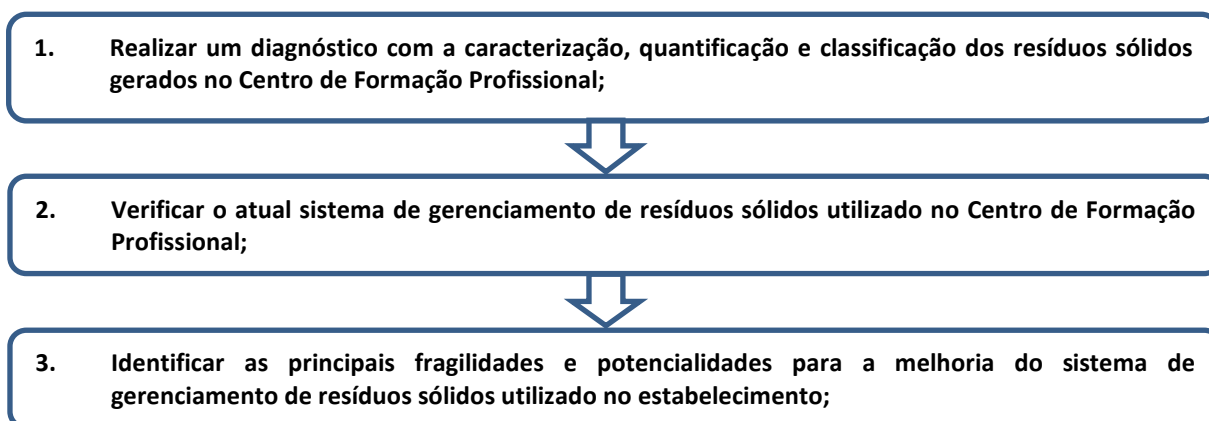 1. Realizar um diagnóstico com a caracterização, quantificação e classificação dos resíduos sólidos
gerados no Centro de Formação Profissional;
2. Verificar o atual sistema de gerenciamento de resíduos sólidos utilizado no Centro de Formação
Profissional;
3. Identificar as principais fragilidades e potencialidades para a melhoria do sistema de
gerenciamento de resíduos sólidos utilizado no estabelecimento;